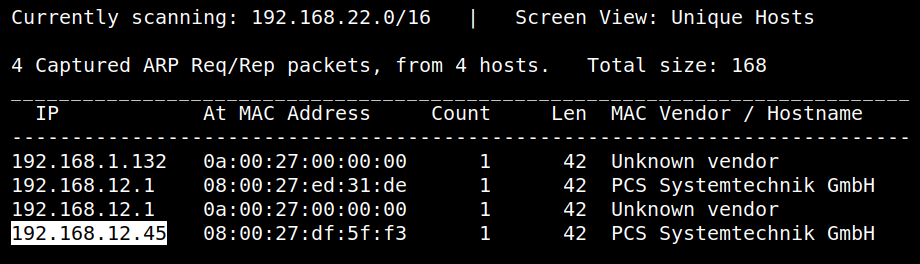 Currently scanning: 192.168.22.0/16   |   Screen View: Unique Hosts
4 Captured ARP Req/Rep packets, from 4 hosts.   Total size: 168
___________________________________________________________________________
  IP            At MAC Address     Count     Len  MAC Vendor / Hostname
---------------------------------------------------------------------------
192.168.1.132   0a:00:27:00:00:00      1      42  Unknown vendor
192.168.12.1    08:00:27:ed:31:de      1      42  PCS Systemtechnik GmbH
192.168.12.1    0a:00:27:00:00:00      1      42  Unknown vendor
192.168.12.45   08:00:27:df:5f:f3      1      42  PCS Systemtechnik GmbH